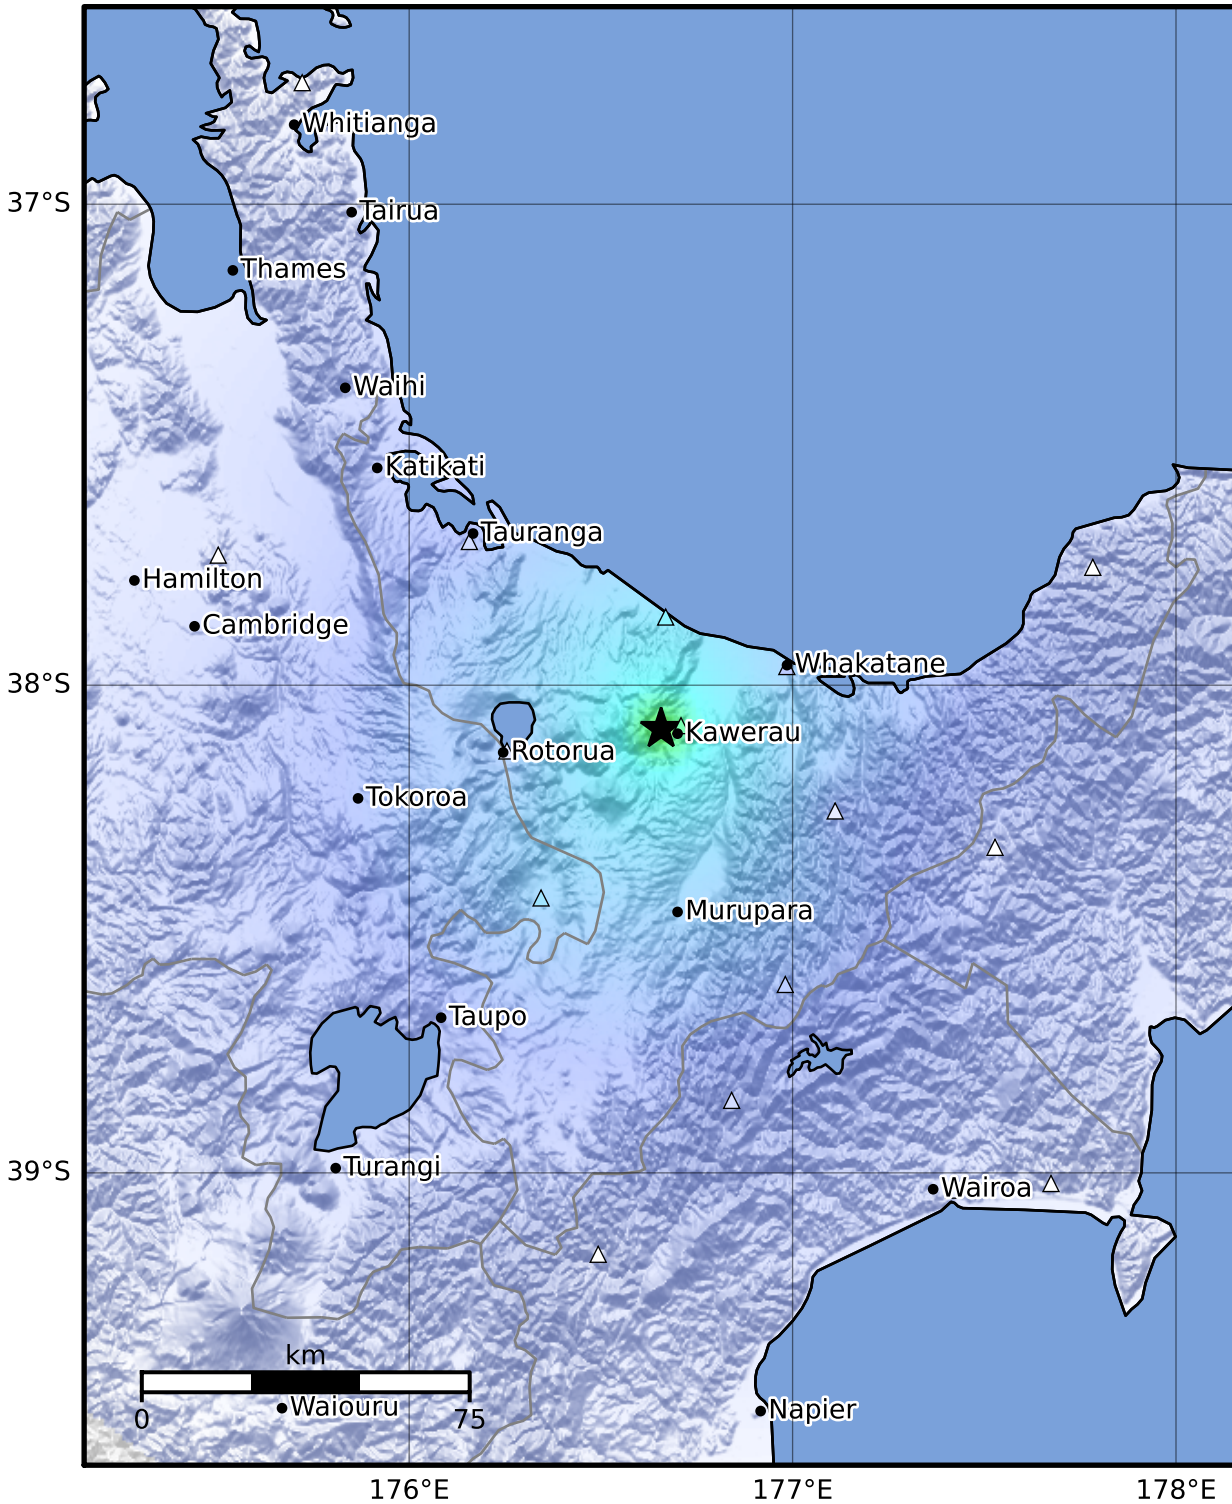 Whitianga
37°S
Tairua
Thames
Waihi
Katikati
Tauranga
Hamilton
Cambridge
Whakatane
38°S
Kawerau
Rotorua
Tokoroa
Murupara
Taupo
39°S
Turangi
Wairoa
km
Waiouru
Napier
0
75
176°E
177°E
178°E